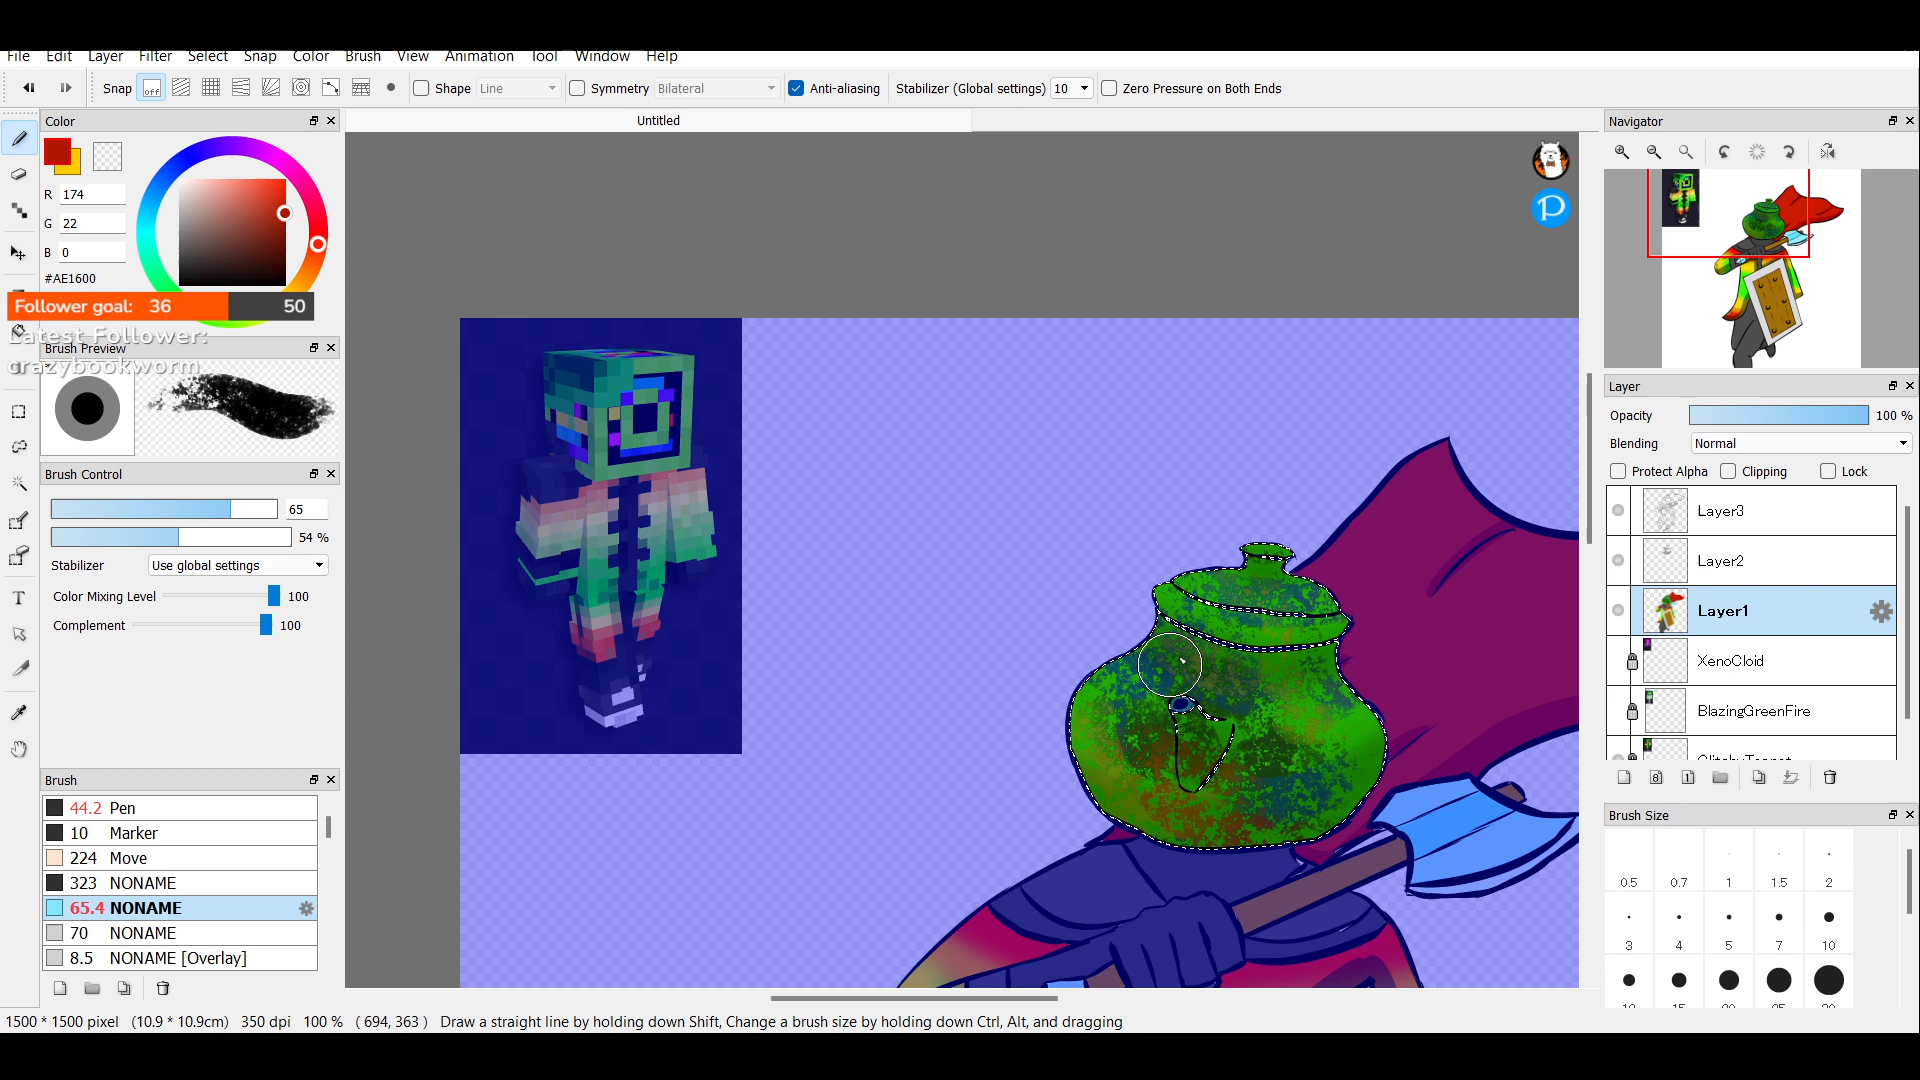 File Edit Layer Filter Select Snap Color Brush View Animation Tool Window Help
Snap off Shape Line Symmetry Bilateral Anti-aliasing Stabilizer (Global settings) 10 Zero Pressure on Both Ends
Color
Untitled
Navigator
R 174
G 22
B 0
#AE1600
Follower goal: 36 50
Latest Follower:
crazybookworm
Brush Preview
Brush Control
65
54 %
Stabilizer Use global settings
Color Mixing Level 100
Complement 100
Brush
44.2 Pen
10 Marker
224 Move
323 NONAME
65.4 NONAME
70 NONAME
8.5 NONAME [Overlay]
Layer
Opacity 100 %
Blending Normal
Protect Alpha Clipping Lock
Layer3
Layer2
Layer1
XenoCloid
BlazingGreenFire
Brush Size
0.5 0.7 1 1.5 2
3 4 5 7 10
1500 * 1500 pixel (10.9 * 10.9cm) 350 dpi 100 % ( 694, 363 ) Draw a straight line by holding down Shift, Change a brush size by holding down Ctrl, Alt, and dragging